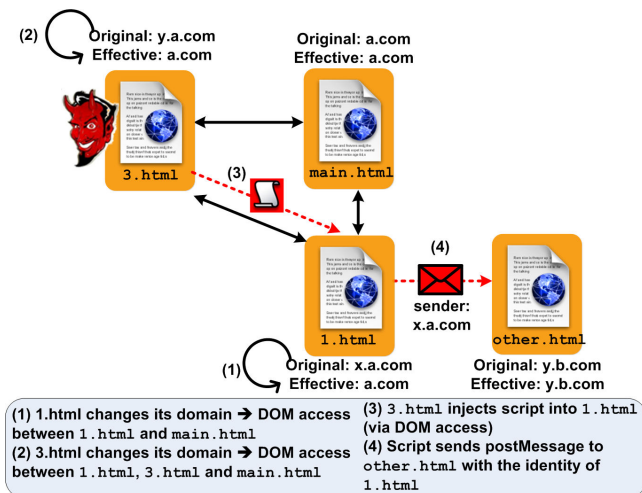 (2)
Original: y.a.com
Effective: a.com
Original: a.com
Effective: a.com
3.html
main.html
(3)
(4)
sender:
x.a.com
1.html
other.html
(1)
Original: x.a.com
Effective: a.com
Original: y.b.com
Effective: y.b.com
(1) 1.html changes its domain ➔ DOM access
between 1.html and main.html
(2) 3.html changes its domain ➔ DOM access
between 1.html, 3.html and main.html
(3) 3.html injects script into 1.html
(via DOM access)
(4) Script sends postMessage to
other.html with the identity of
1.html